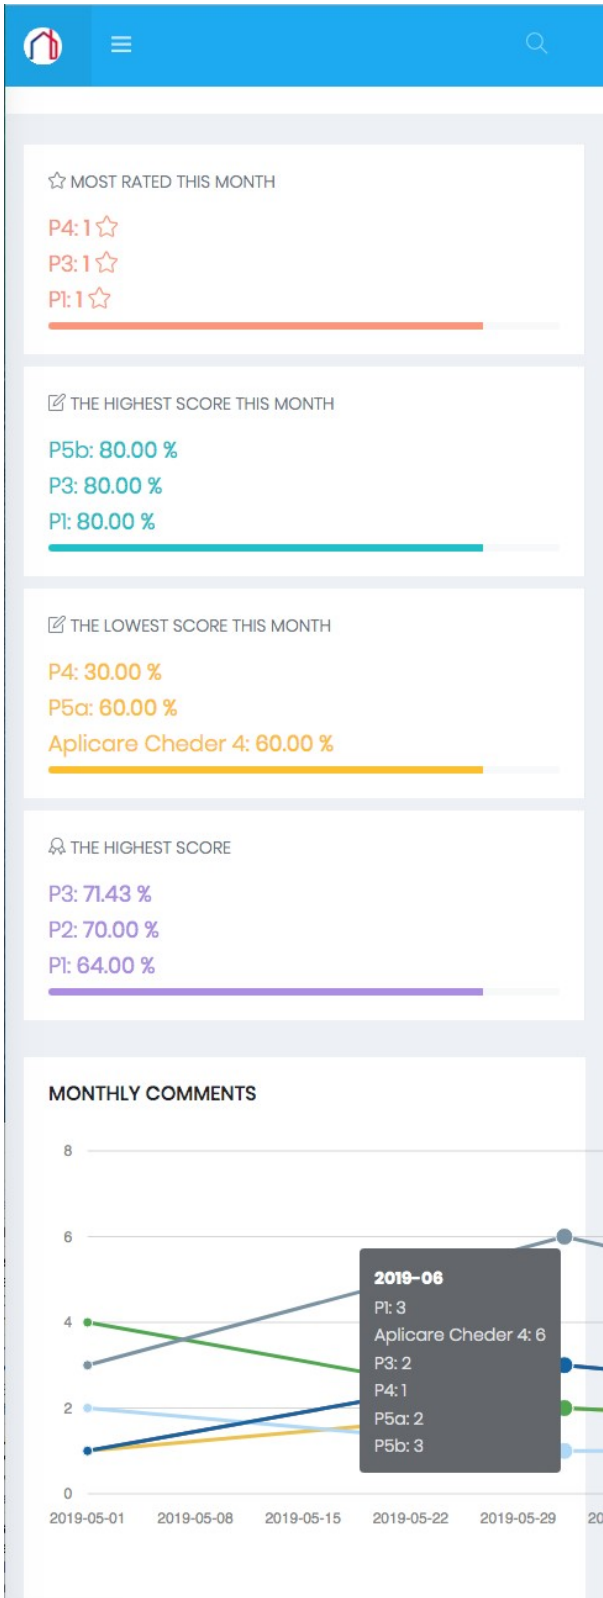 MOST RATED THIS MONTH
P4: 1
P3: 1
P1: 1
THE HIGHEST SCORE THIS MONTH
P5b: 80.00 %
P3: 80.00 %
P1: 80.00 %
THE LOWEST SCORE THIS MONTH
P4: 30.00 %
P5a: 60.00 %
Aplicare Cheder 4: 60.00 %
THE HIGHEST SCORE
P3: 71.43 %
P2: 70.00 %
P1: 64.00 %
MONTHLY COMMENTS
8
6
4
2
0
2019-06
P1: 3
Aplicare Cheder 4: 6
P3: 2
P4: 1
P5a: 2
P5b: 3
2019-05-01 2019-05-08 2019-05-15 2019-05-22 2019-05-29 20